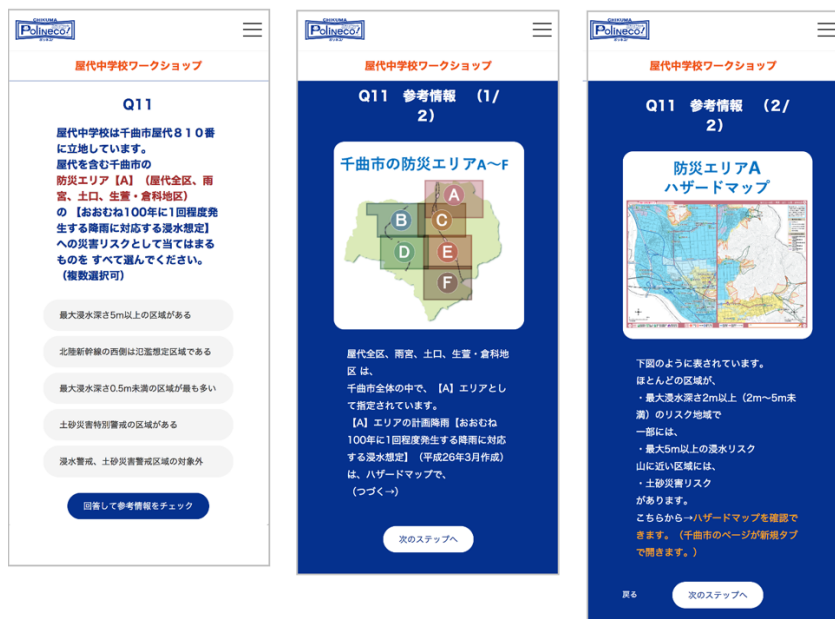 CHIKUMA
Polineco!
ポリネコ!
屋代中学校ワークショップ
Q11
屋代中学校は千曲市屋代８１０番
に立地しています。
屋代を含む千曲市の
防災エリア【A】（屋代全区、雨
宮、土口、生萱・倉科地区）
の 【おおむね100年に1回程度発
生する降雨に対応する浸水想定】
への災害リスクとして当てはまる
ものを すべて選んでください。
（複数選択可）
最大浸水深さ5m以上の区域がある
北陸新幹線の西側は氾濫想定区域である
最大浸水深さ0.5m未満の区域が最も多い
土砂災害特別警戒の区域がある
浸水警戒、土砂災害警戒区域の対象外
回答して参考情報をチェック
CHIKUMA
Polineco!
ポリネコ!
屋代中学校ワークショップ
Q11　参考情報　（1/
2）
千曲市の防災エリアA〜F
A
B
C
D
E
F
屋代全区、雨宮、土口、生萱・倉科地
区 は、
千曲市全体の中で、【A】エリアとし
て指定されています。
【A】エリアの計画降雨【おおむね
100年に1回程度発生する降雨に対応
する浸水想定】（平成26年3月作成）
は、ハザードマップで、
（つづく→）
次のステップへ
CHIKUMA
Polineco!
ポリネコ!
屋代中学校ワークショップ
Q11　参考情報　（2/
2）
防災エリアA
ハザードマップ
下図のように表されています。
ほとんどの区域が、
・最大浸水深さ2m以上（2m〜5m未
満）のリスク地域で
一部には、
・最大5m以上の浸水リスク
山に近い区域には、
・土砂災害リスク
があります。
こちらから→ハザードマップを確認で
きます。（千曲市のページが新規タブ
で開きます。）
戻る
次のステップへ